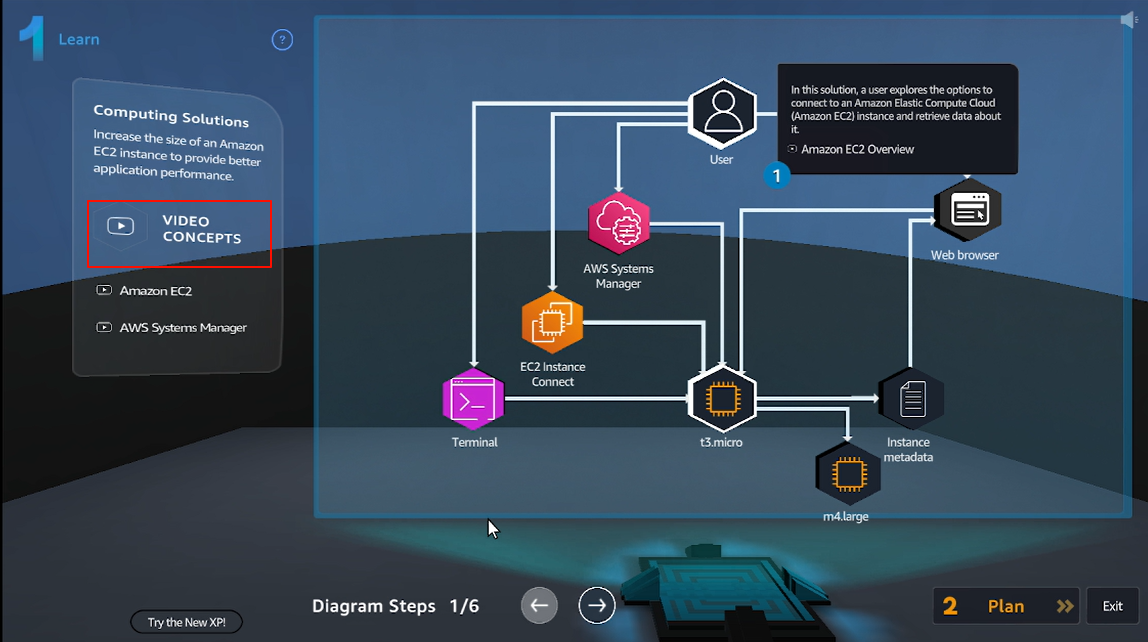 1 Learn
?
Computing Solutions
Increase the size of an Amazon
EC2 instance to provide better
application performance.
VIDEO
CONCEPTS
Amazon EC2
AWS Systems Manager
User
In this solution, a user explores the options to
connect to an Amazon Elastic Compute Cloud
(Amazon EC2) instance and retrieve data about
it.
Amazon EC2 Overview
1
Web browser
AWS Systems
Manager
EC2 Instance
Connect
Terminal
t3.micro
Instance
metadata
m4.large
Diagram Steps 1/6
2 Plan
Exit
Try the New XP!